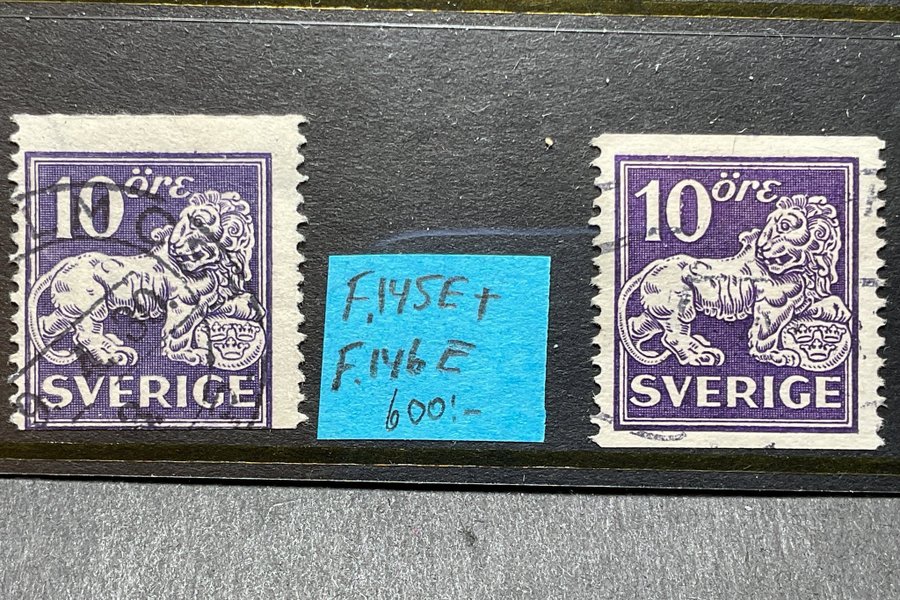 10 öre
SVERIGE
F.145E+
F.146E
600:-
10 öre
SVERIGE